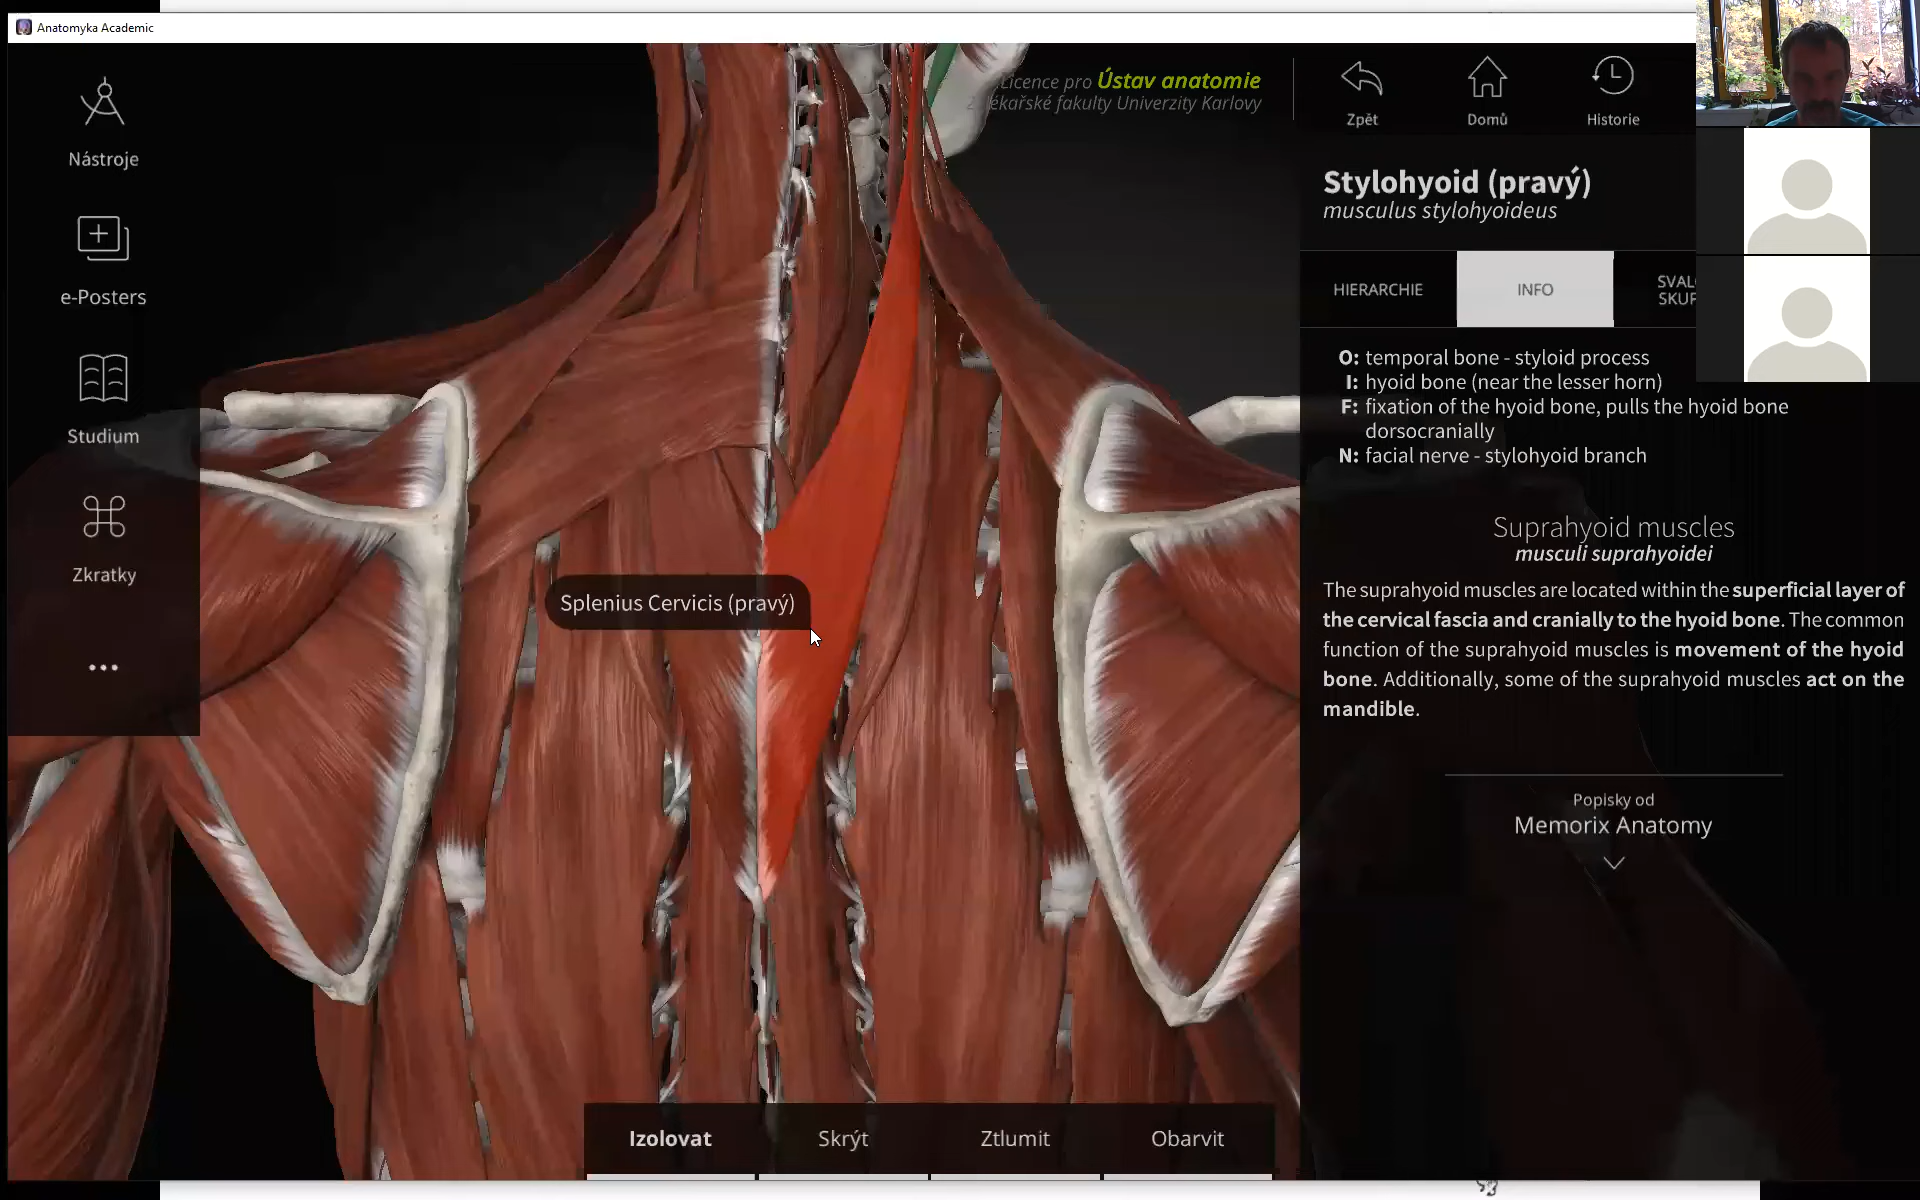 Anatomyka Academic
Nástroje
e-Posters
Studium
Zkratky
Licence pro Ústav anatomie
lékařské fakulty Univerzity Karlovy
Zpět
Domů
Historie
Stylohyoid (pravý)
musculus stylohyoideus
HIERARCHIE
INFO
SVAL
SKUP
O: temporal bone - styloid process
I: hyoid bone (near the lesser horn)
F: fixation of the hyoid bone, pulls the hyoid bone
dorsocranially
N: facial nerve - stylohyoid branch
Suprahyoid muscles
musculi suprahyoidei
The suprahyoid muscles are located within the superficial layer of
the cervical fascia and cranially to the hyoid bone. The common
function of the suprahyoid muscles is movement of the hyoid
bone. Additionally, some of the suprahyoid muscles act on the
mandible.
Popisky od
Memorix Anatomy
Splenius Cervicis (pravý)
Izolovat
Skrýt
Ztlumit
Obarvit